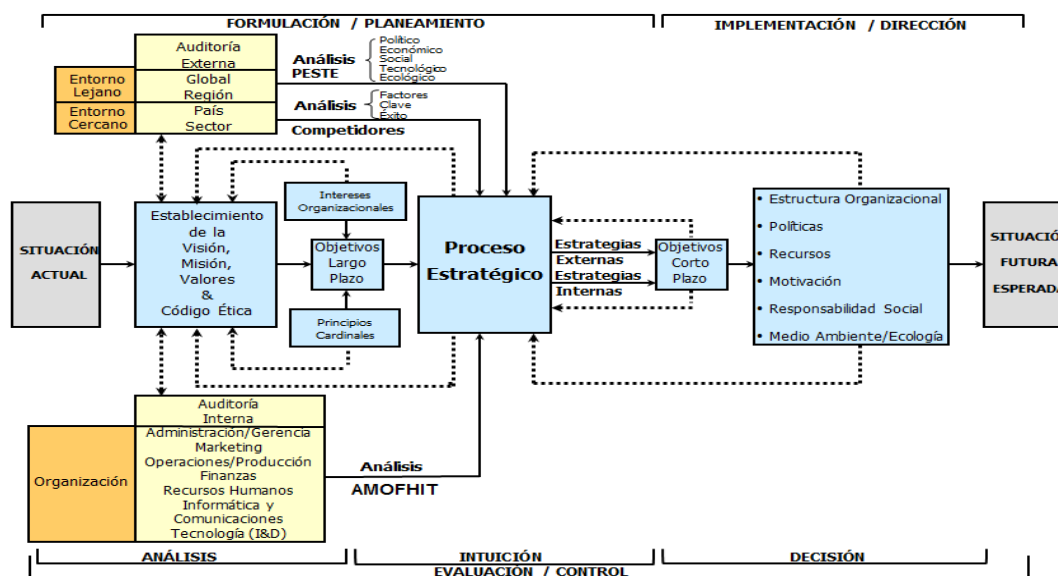 FORMULACIÓN / PLANEAMIENTO
IMPLEMENTACIÓN / DIRECCIÓN
Auditoría
Externa
Entorno
Lejano
Global
Región
Entorno
Cercano
País
Sector
Análisis
PESTE
Político
Económico
Social
Tecnológico
Ecológico
Análisis
Competidores
Factores
Clave
Éxito
SITUACIÓN
ACTUAL
Establecimiento
de la
Visión,
Misión,
Valores
&
Código Ética
Intereses
Organizacionales
Objetivos
Largo
Plazo
Principios
Cardinales
Proceso
Estratégico
Estrategias
Externas
Estrategias
Internas
Objetivos
Corto
Plazo
• Estructura Organizacional
• Políticas
• Recursos
• Motivación
• Responsabilidad Social
• Medio Ambiente/Ecología
SITUACIÓN
FUTURA
ESPERADA
Auditoría
Interna
Organización
Administración/Gerencia
Marketing
Operaciones/Producción
Finanzas
Recursos Humanos
Informática y
Comunicaciones
Tecnología (I&D)
Análisis
AMOFHIT
ANÁLISIS
INTUICIÓN
DECISIÓN
EVALUACIÓN / CONTROL